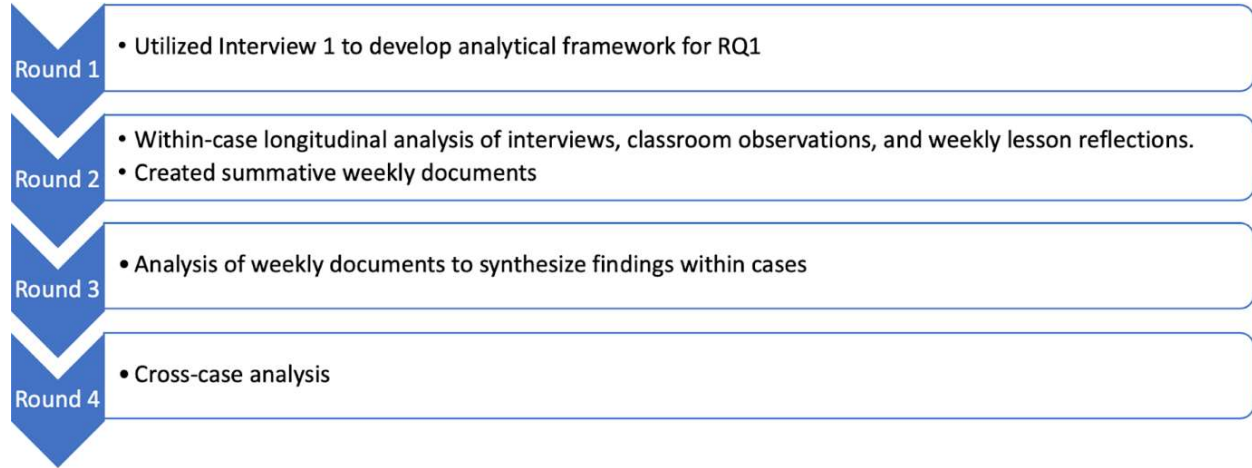 Round 1
• Utilized Interview 1 to develop analytical framework for RQ1
Round 2
• Within-case longitudinal analysis of interviews, classroom observations, and weekly lesson reflections.
• Created summative weekly documents
Round 3
• Analysis of weekly documents to synthesize findings within cases
Round 4
• Cross-case analysis